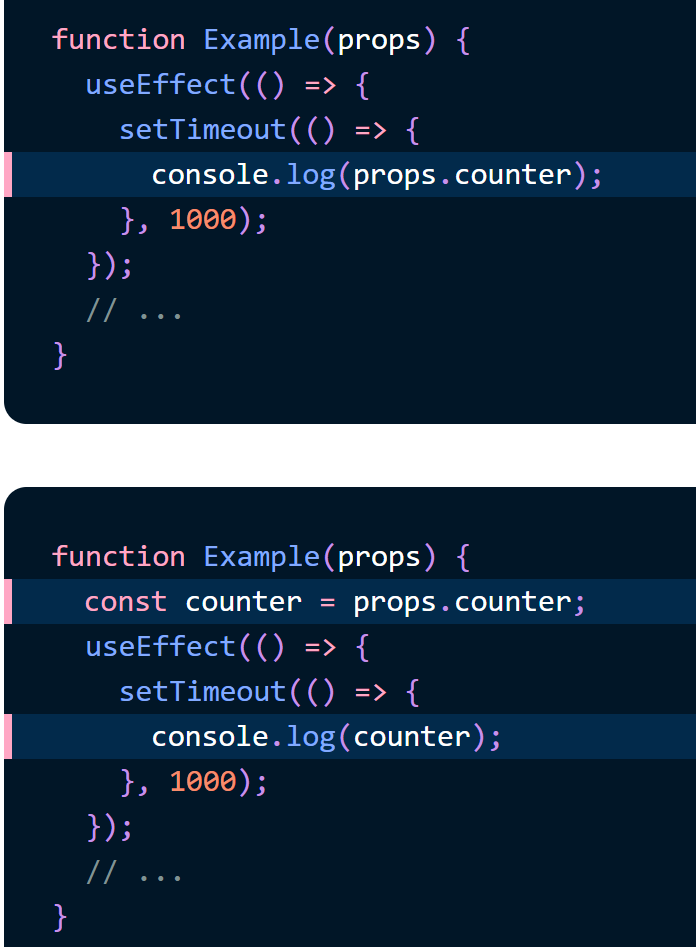 function Example(props) {
  useEffect(() => {
    setTimeout(() => {
      console.log(props.counter);
    }, 1000);
  });
  // ...
}
function Example(props) {
  const counter = props.counter;
  useEffect(() => {
    setTimeout(() => {
      console.log(counter);
    }, 1000);
  });
  // ...
}